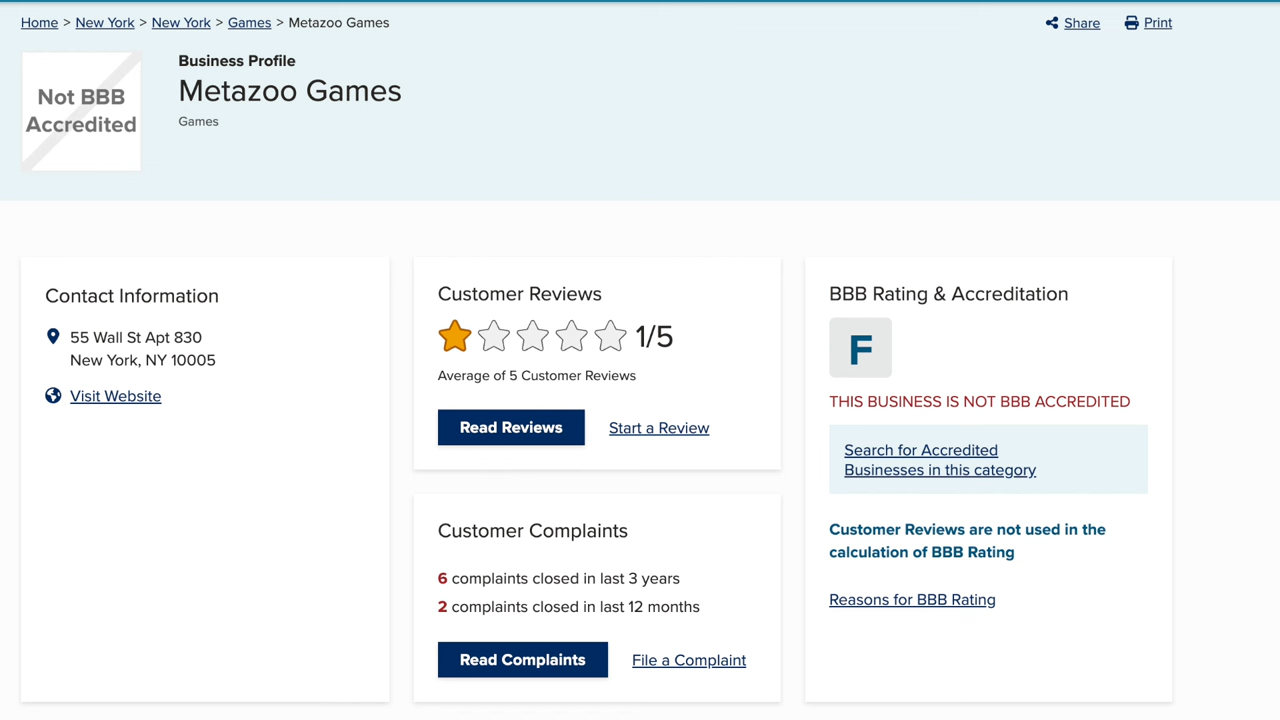 Home > New York > New York > Games > Metazoo Games
Share
Print
Not BBB
Accredited
Business Profile
Metazoo Games
Games
Contact Information
55 Wall St Apt 830
New York, NY 10005
Visit Website
Customer Reviews
1/5
Average of 5 Customer Reviews
Read Reviews
Start a Review
Customer Complaints
6 complaints closed in last 3 years
2 complaints closed in last 12 months
Read Complaints
File a Complaint
BBB Rating & Accreditation
F
THIS BUSINESS IS NOT BBB ACCREDITED
Search for Accredited
Businesses in this category
Customer Reviews are not used in the
calculation of BBB Rating
Reasons for BBB Rating